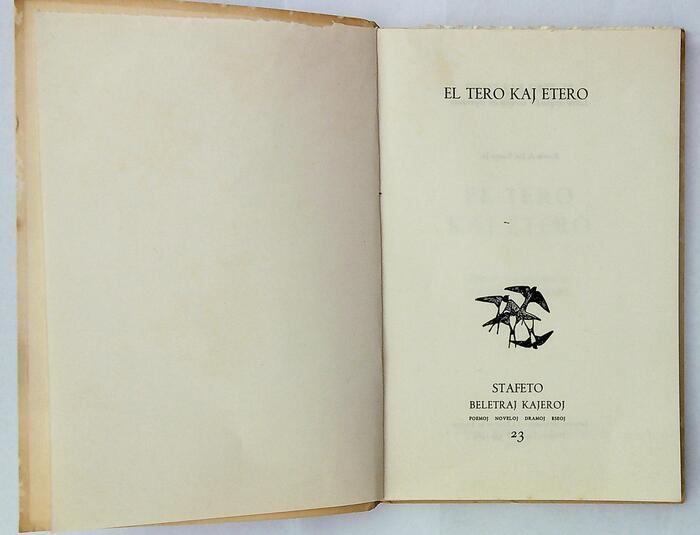 EL TERO KAJ ETERO
STAFETO
BELETRAJ KAJEROJ
POEMOJ NOVELOJ DRAMOJ ESEOJ
23